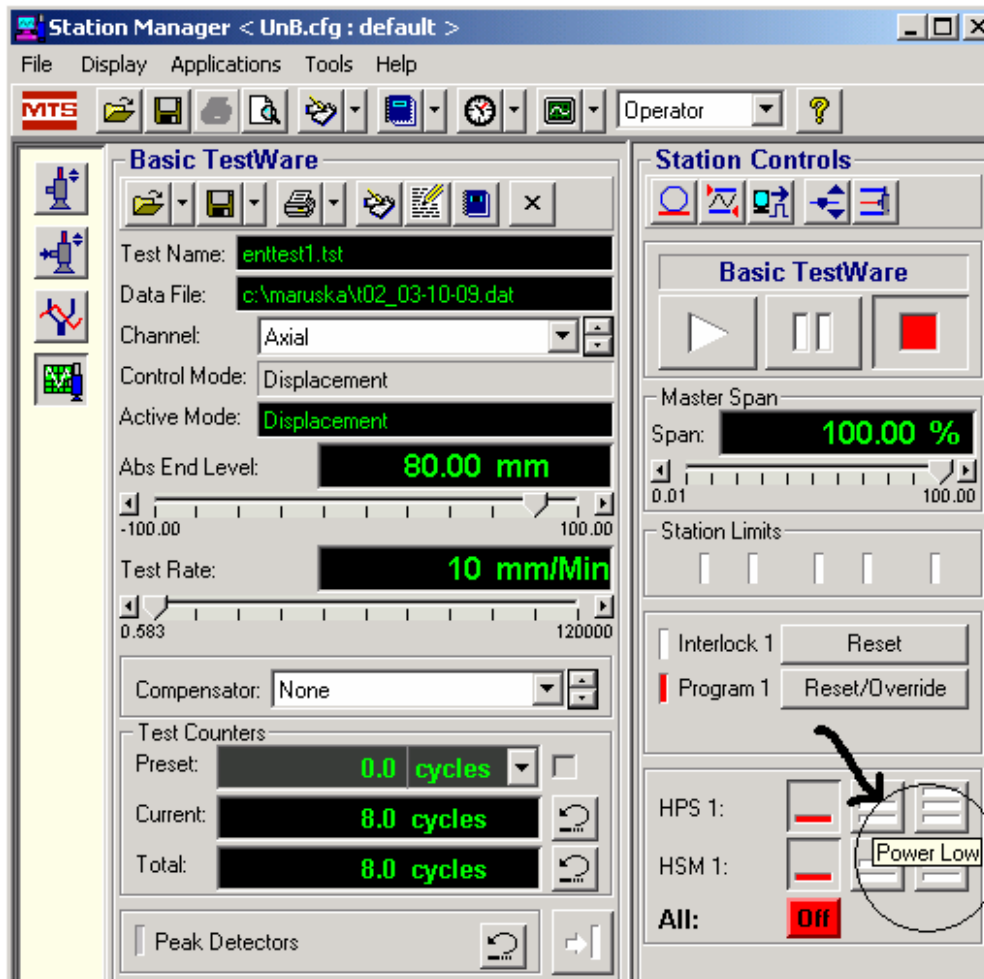 Station Manager < UnB.cfg : default >
File Display Applications Tools Help
MTS Operator
Basic TestWare
Test Name: enttest1.tst
Data File: c:\maruska\t02_03-10-09.dat
Channel: Axial
Control Mode: Displacement
Active Mode: Displacement
Abs End Level: 80.00 mm
-100.00 100.00
Test Rate: 10 mm/Min
0.583 120000
Compensator: None
Test Counters
Preset: 0.0 cycles
Current: 8.0 cycles
Total: 8.0 cycles
Peak Detectors
Station Controls
Basic TestWare
Master Span
Span: 100.00 %
0.01 100.00
Station Limits
Interlock 1 Reset
Program 1 Reset/Override
HPS 1:
Power Low
HSM 1:
All: Off